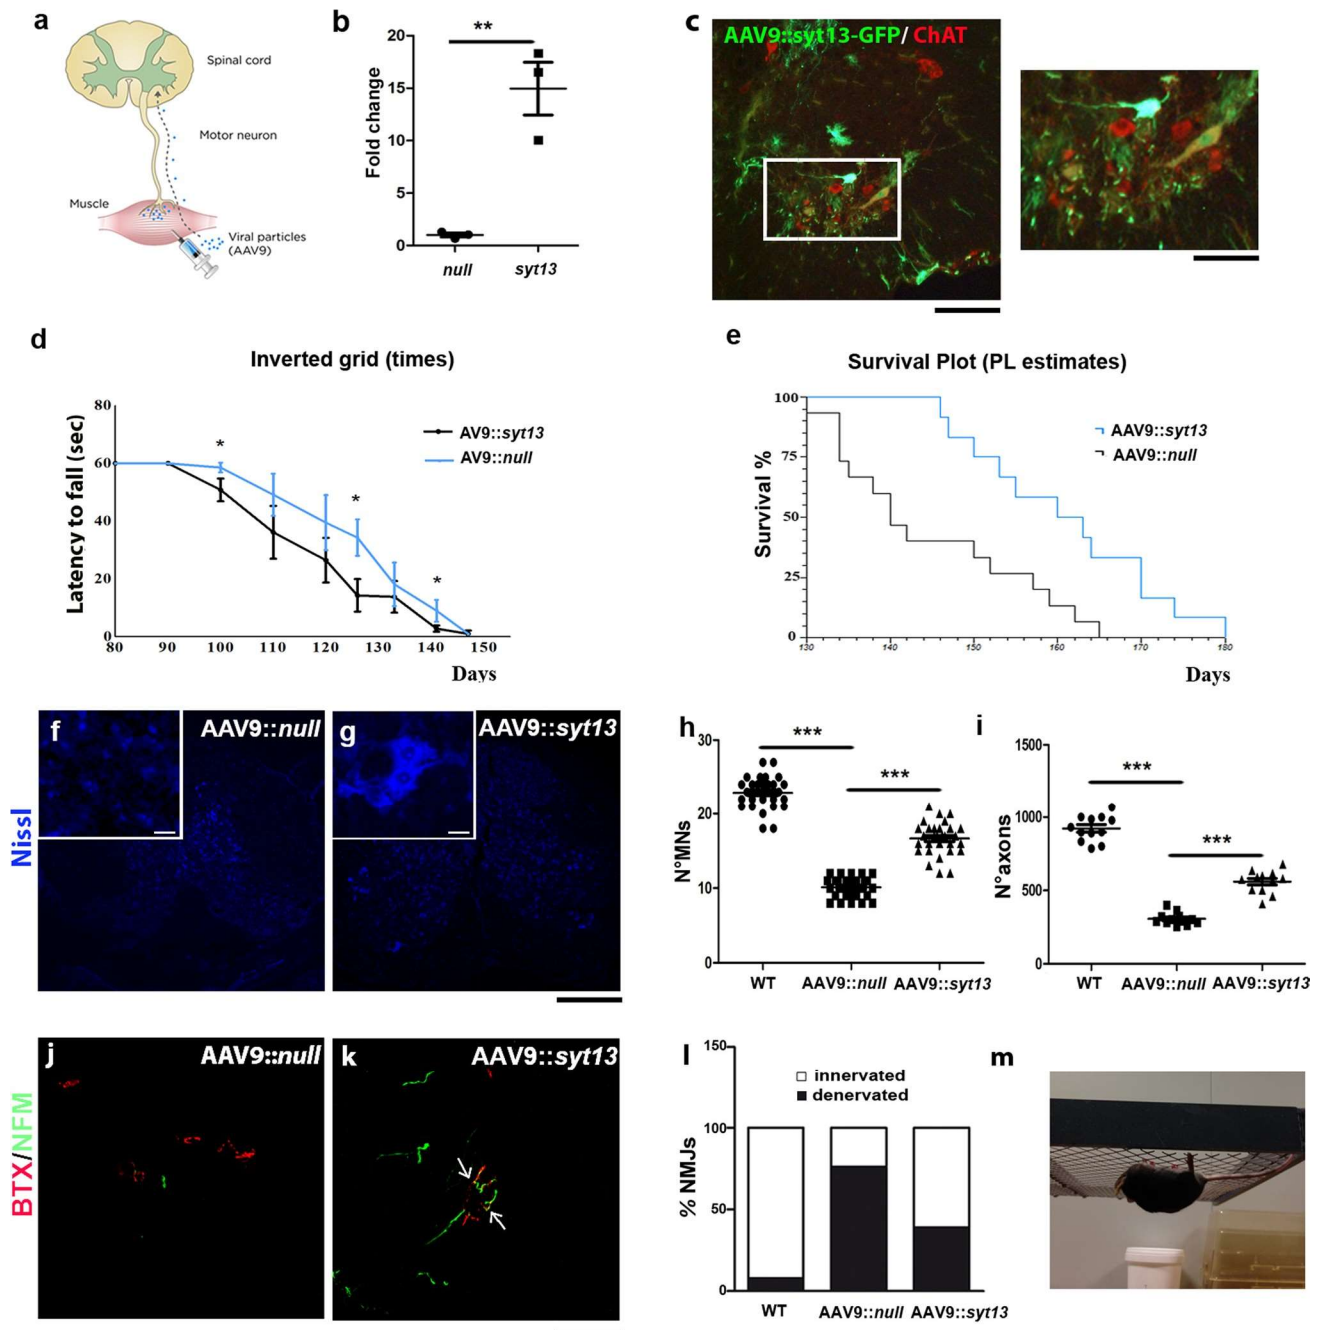 a
Spinal cord
Motor neuron
Muscle
Viral particles
(AAV9)
b
**
Fold change
20
15
10
5
0
null
syt13
c
AAV9::syt13-GFP/ ChAT
d
Inverted grid (times)
Latency to fall (sec)
80
60
40
20
0
*
*
*
AV9::syt13
AV9::null
80 90 100 110 120 130 140 150
Days
e
Survival Plot (PL estimates)
Survival %
100
75
50
25
0
AAV9::syt13
AAV9::null
130 140 150 160 170 180
Days
Nissl
f
AAV9::null
g
AAV9::syt13
h
N°MNs
30
20
10
0
***
***
WT AAV9::null AAV9::syt13
i
N°axons
1500
1000
500
0
***
***
WT AAV9::null AAV9::syt13
BTX/NFM
j
AAV9::null
k
AAV9::syt13
l
% NMJs
150
100
50
0
innervated
denervated
WT AAV9::null AAV9::syt13
m